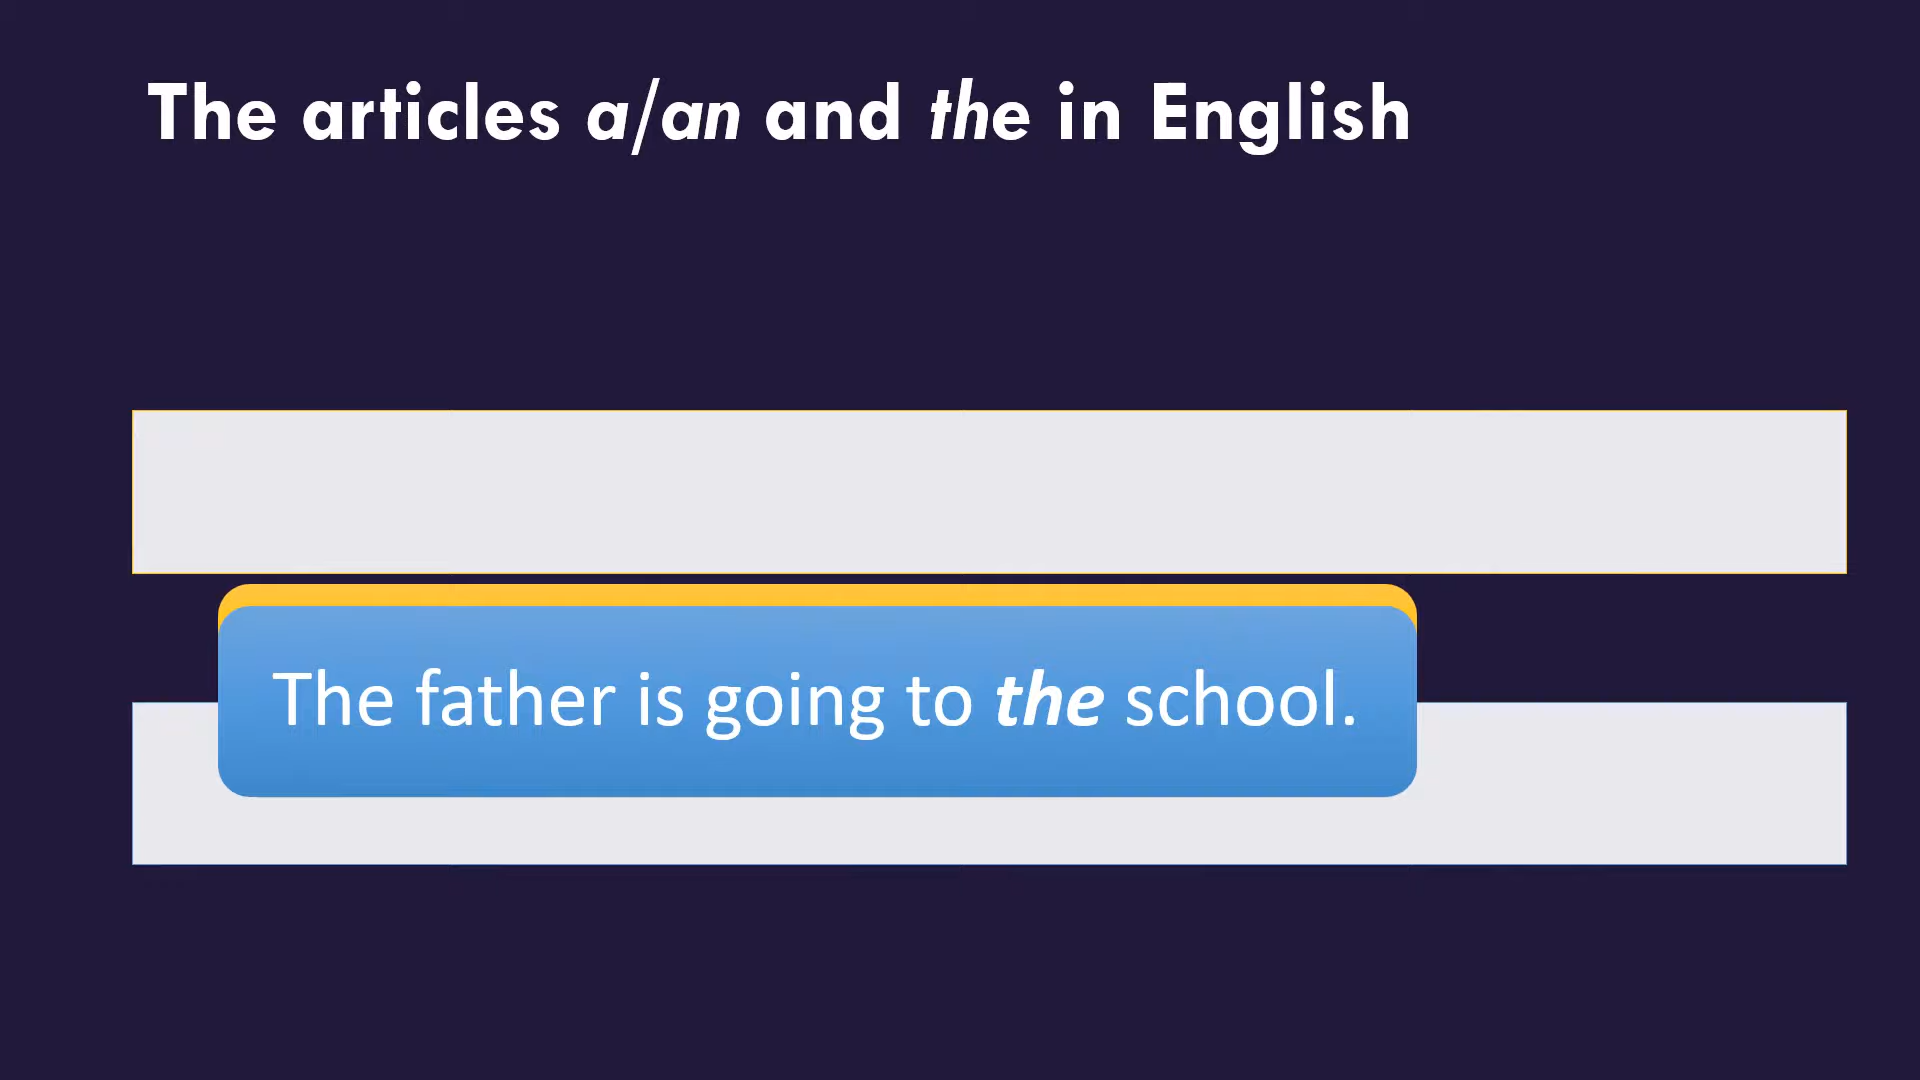 The articles a/an and the in English
The father is going to the school.